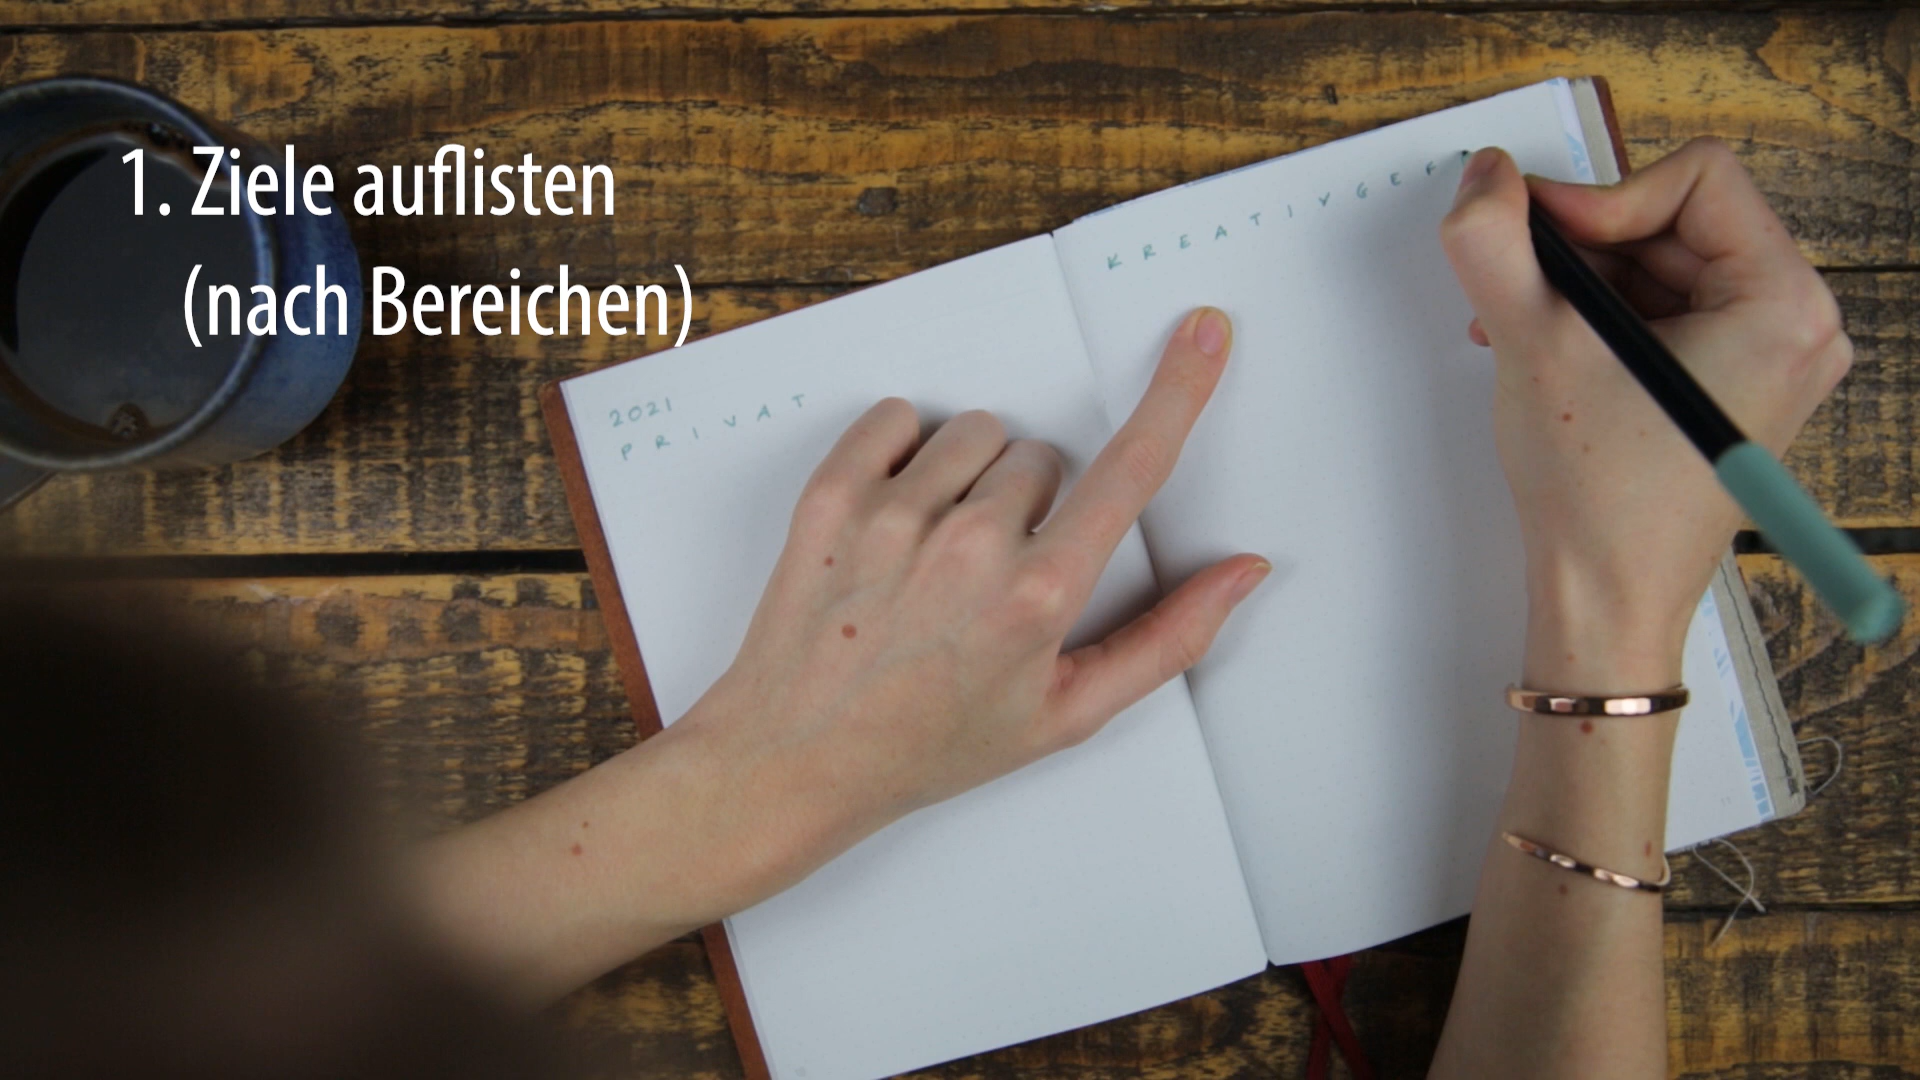 1. Ziele auflisten
(nach Bereichen)
2021
PRIVAT
KREATIVGEF